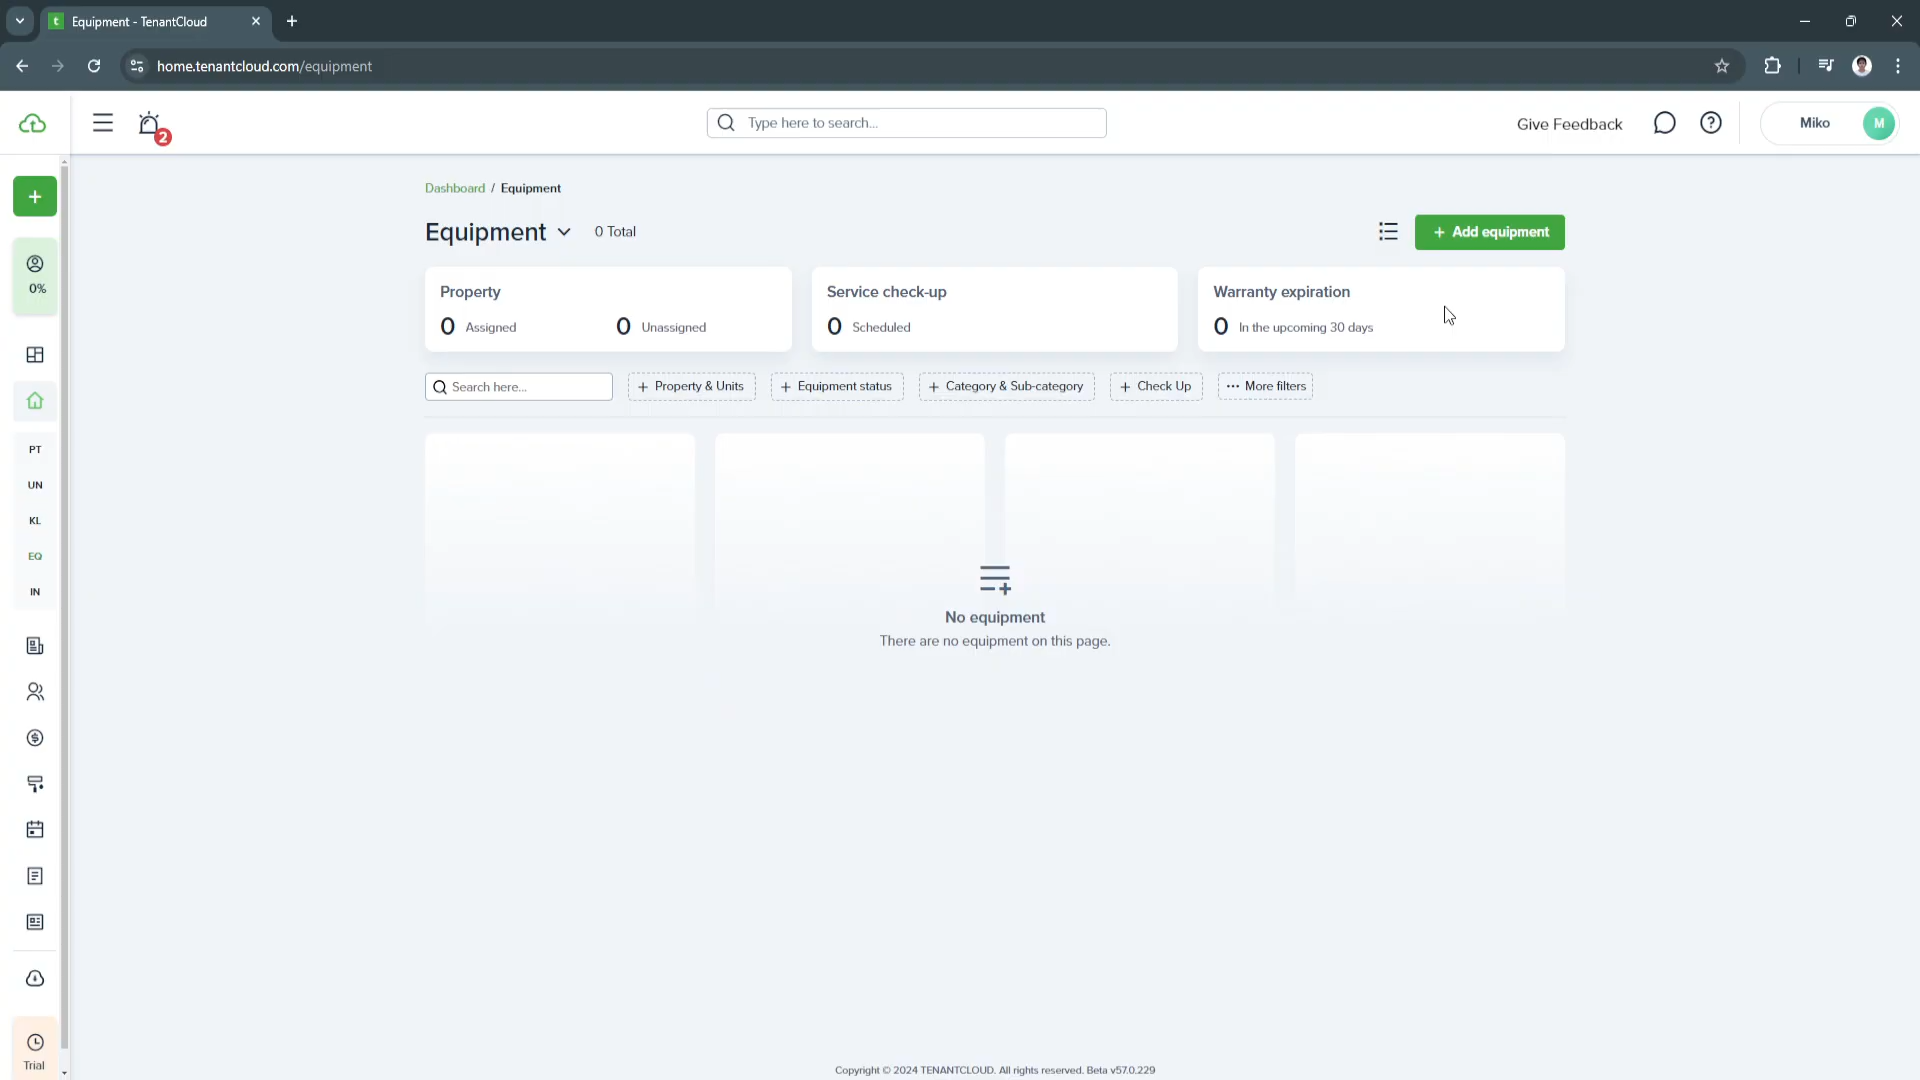 t Equipment - TenantCloud
home.tenantcloud.com/equipment
2
Type here to search...
Give Feedback
Miko
M
0%
PT
UN
KL
EQ
IN
Trial
Dashboard / Equipment
Equipment 0 Total
+ Add equipment
Property
0 Assigned 0 Unassigned
Service check-up
0 Scheduled
Warranty expiration
0 In the upcoming 30 days
Search here...
+ Property & Units
+ Equipment status
+ Category & Sub-category
+ Check Up
··· More filters
No equipment
There are no equipment on this page.
Copyright © 2024 TENANTCLOUD. All rights reserved. Beta v57.0.229